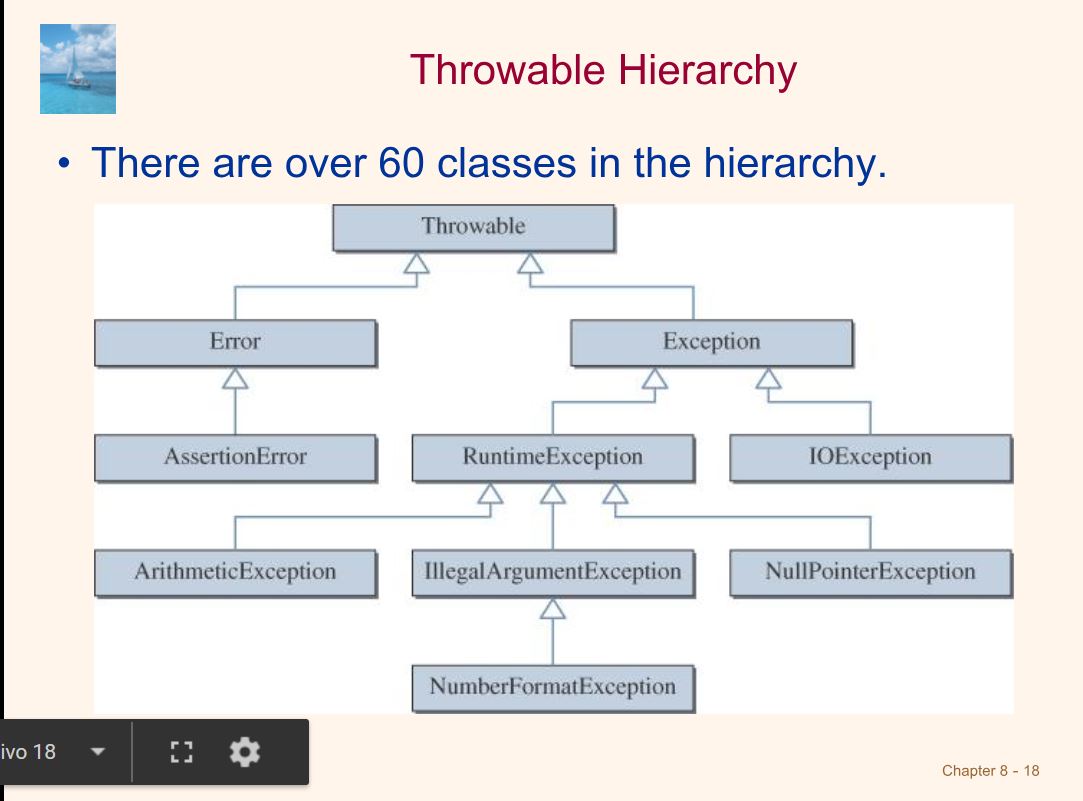 Throwable Hierarchy
• There are over 60 classes in the hierarchy.
Throwable
Error
Exception
AssertionError
RuntimeException
IOException
ArithmeticException
IllegalArgumentException
NullPointerException
NumberFormatException
ivo 18
Chapter 8 - 18